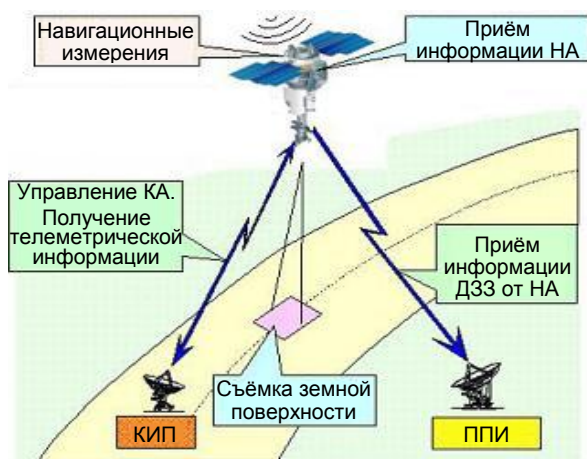 Навигационные
измерения
Приём
информации НА
Управление КА.
Получение
телеметрической
информации
Приём
информации
ДЗЗ от НА
Съёмка земной
поверхности
КИП
ППИ